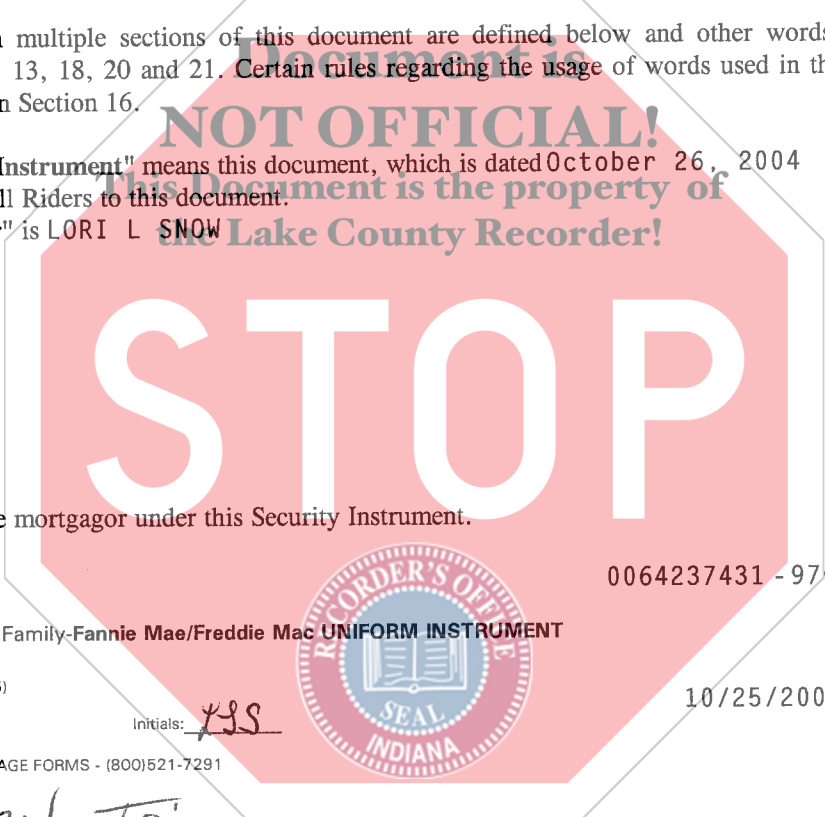 multiple sections of this document are defined below and other words
Document is
13, 18, 20 and 21. Certain rules regarding the usage of words used in th
n Section 16.
NOT OFFICIAL!
Instrument" means this document, which is dated October 26, 2004
This Document is the property of
ll Riders to this document.
" is LORI L SNOW
the Lake County Recorder!
STOP
e mortgagor under this Security Instrument.
0064237431 - 97
RECORDER'S OFFICE
Family-Fannie Mae/Freddie Mac UNIFORM INSTRUMENT
10/25/200
SEAL
Initials: LLS
INDIANA
AGE FORMS - (800)521-7291